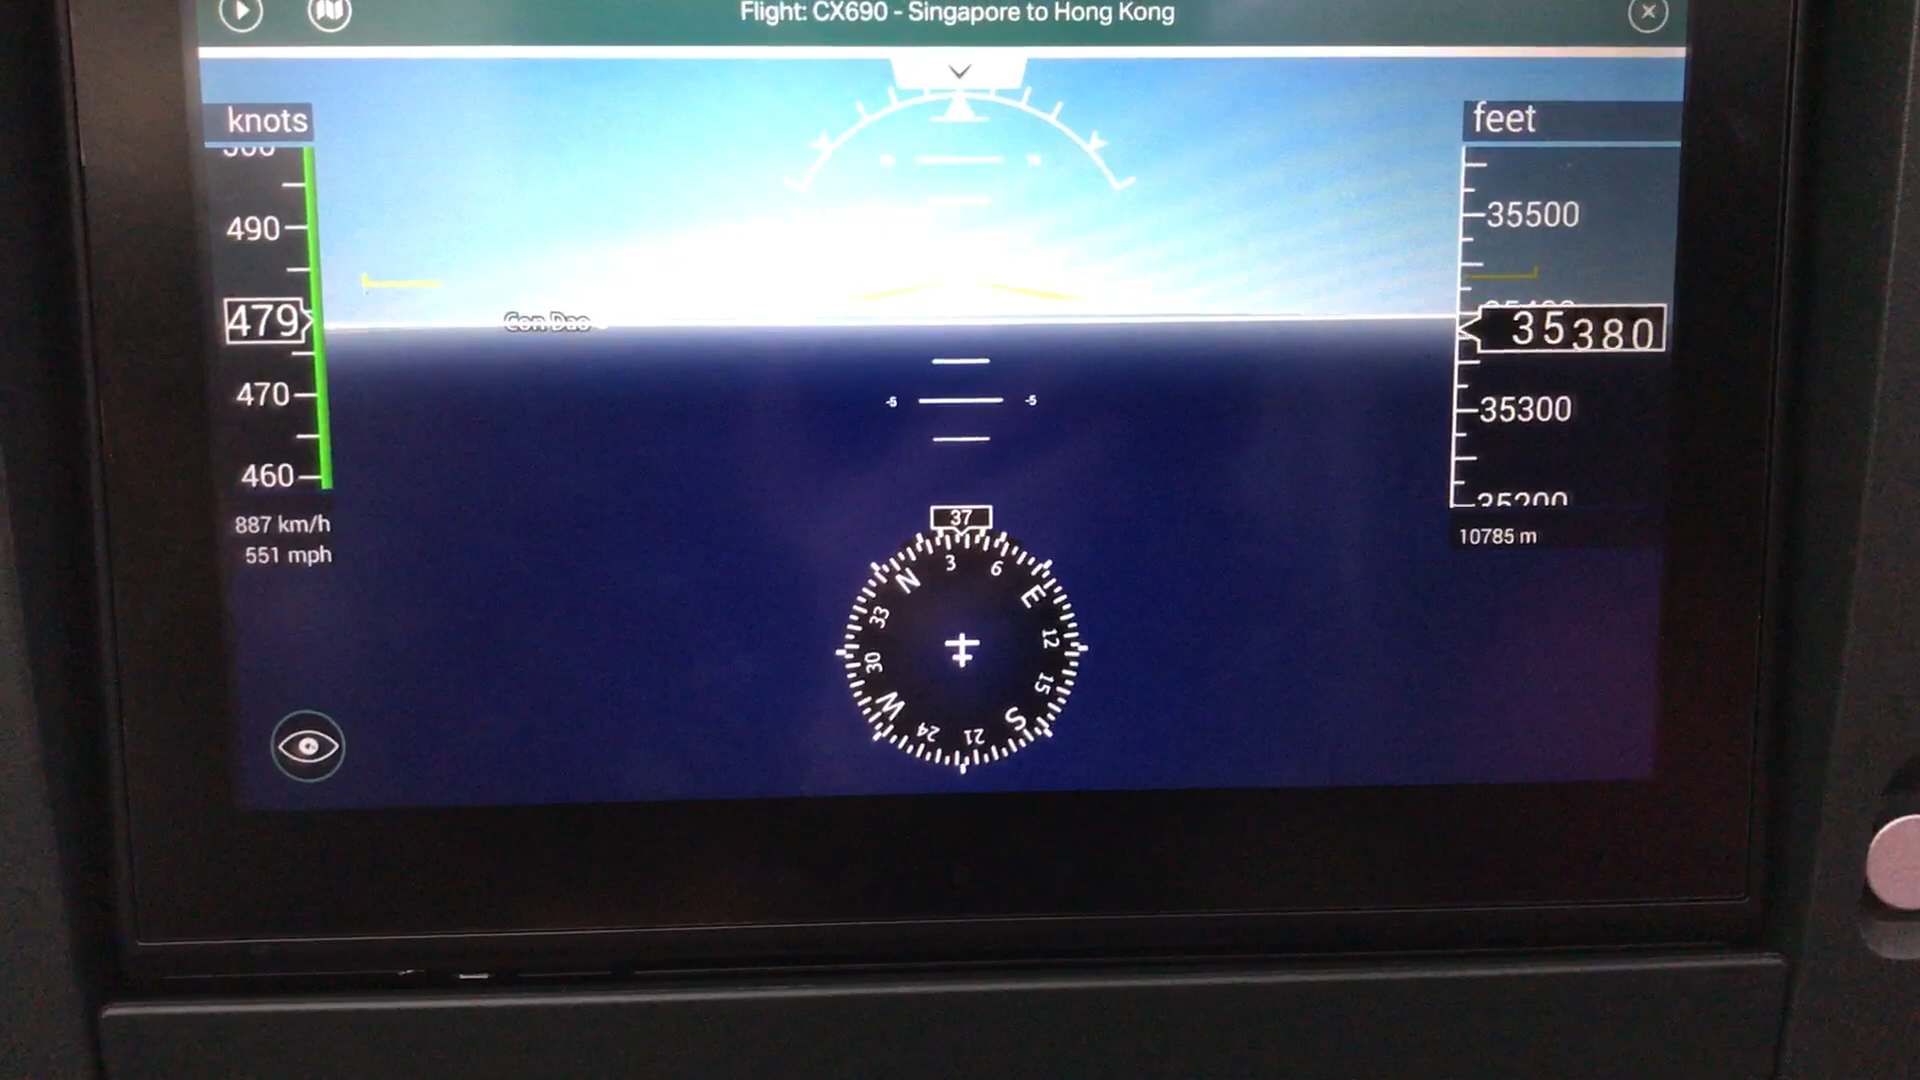 Flight: CX690 - Singapore to Hong Kong
knots
feet
490
35500
479
Con Dao
35380
470
-5
-5
35300
460
35200
887 km/h
551 mph
10785 m
37
N
3
6
E
33
12
30
15
W
24
21
S